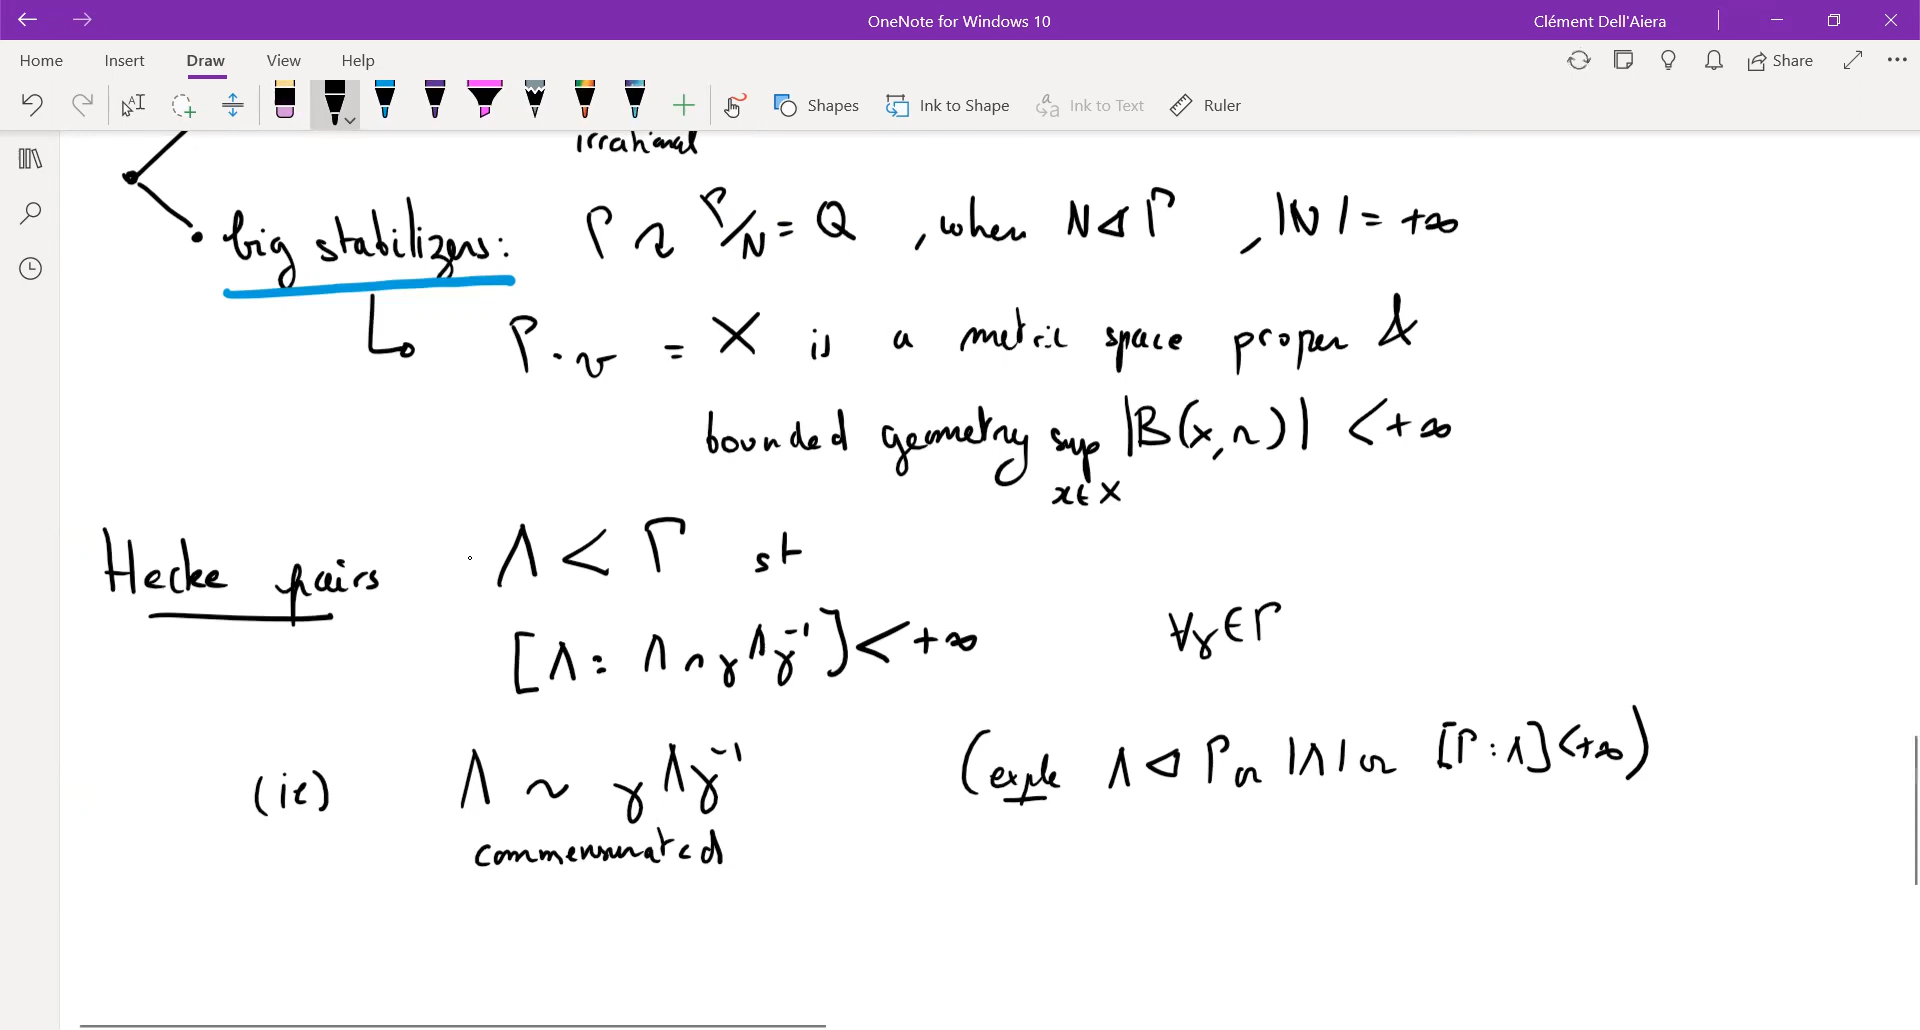 OneNote for Windows 10
Clément Dell'Aiera
Home Insert Draw View Help
Share
Shapes Ink to Shape Ink to Text Ruler
irrational
big stabilizers: Γ ↷ Γ/N = Q , when N ◁ Γ , |N| = +∞
Γ·v = X is a metric space proper &
bounded geometry sup |B(x,r)| < +∞
x∈X
Hecke pairs Λ < Γ st
[Λ : Λ ∩ γΛγ⁻¹] < +∞ ∀γ∈Γ
(ie) Λ ~ γΛγ⁻¹ (exple Λ ◁ Γ or |Λ| or [Γ:Λ] <+∞)
commensurated